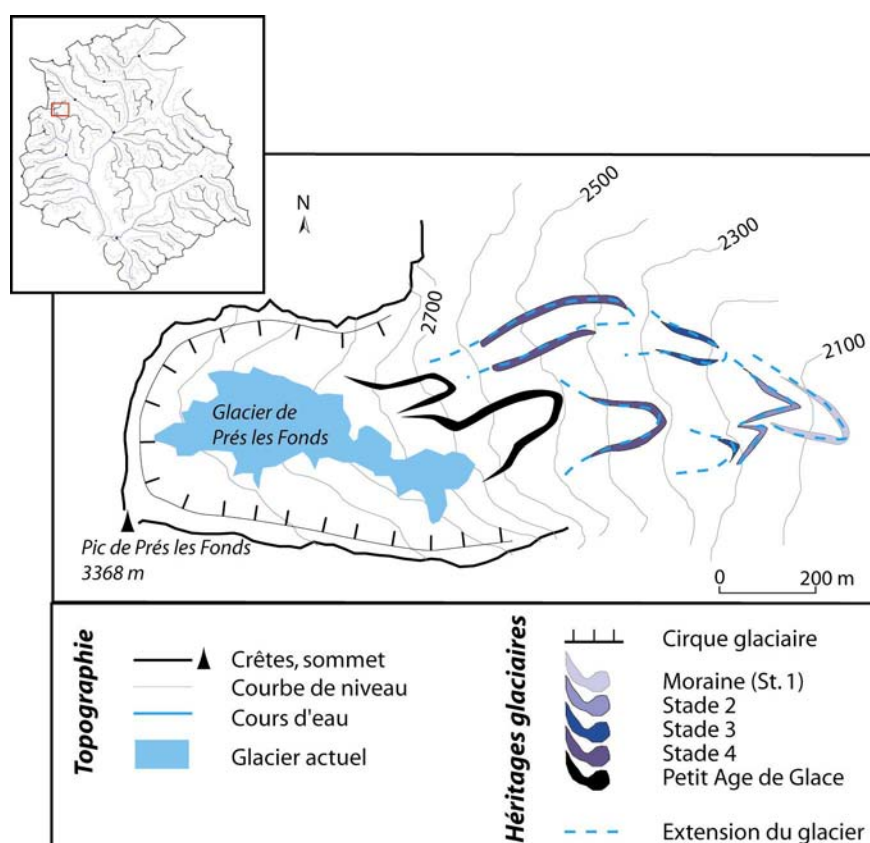 N
2500
2300
2700
2100
Glacier de
Prés les Fonds
Pic de Prés les Fonds
3368 m
0 200 m
Topographie
Crêtes, sommet
Courbe de niveau
Cours d'eau
Glacier actuel
Héritages glaciaires
Cirque glaciaire
Moraine (St. 1)
Stade 2
Stade 3
Stade 4
Petit Age de Glace
Extension du glacier